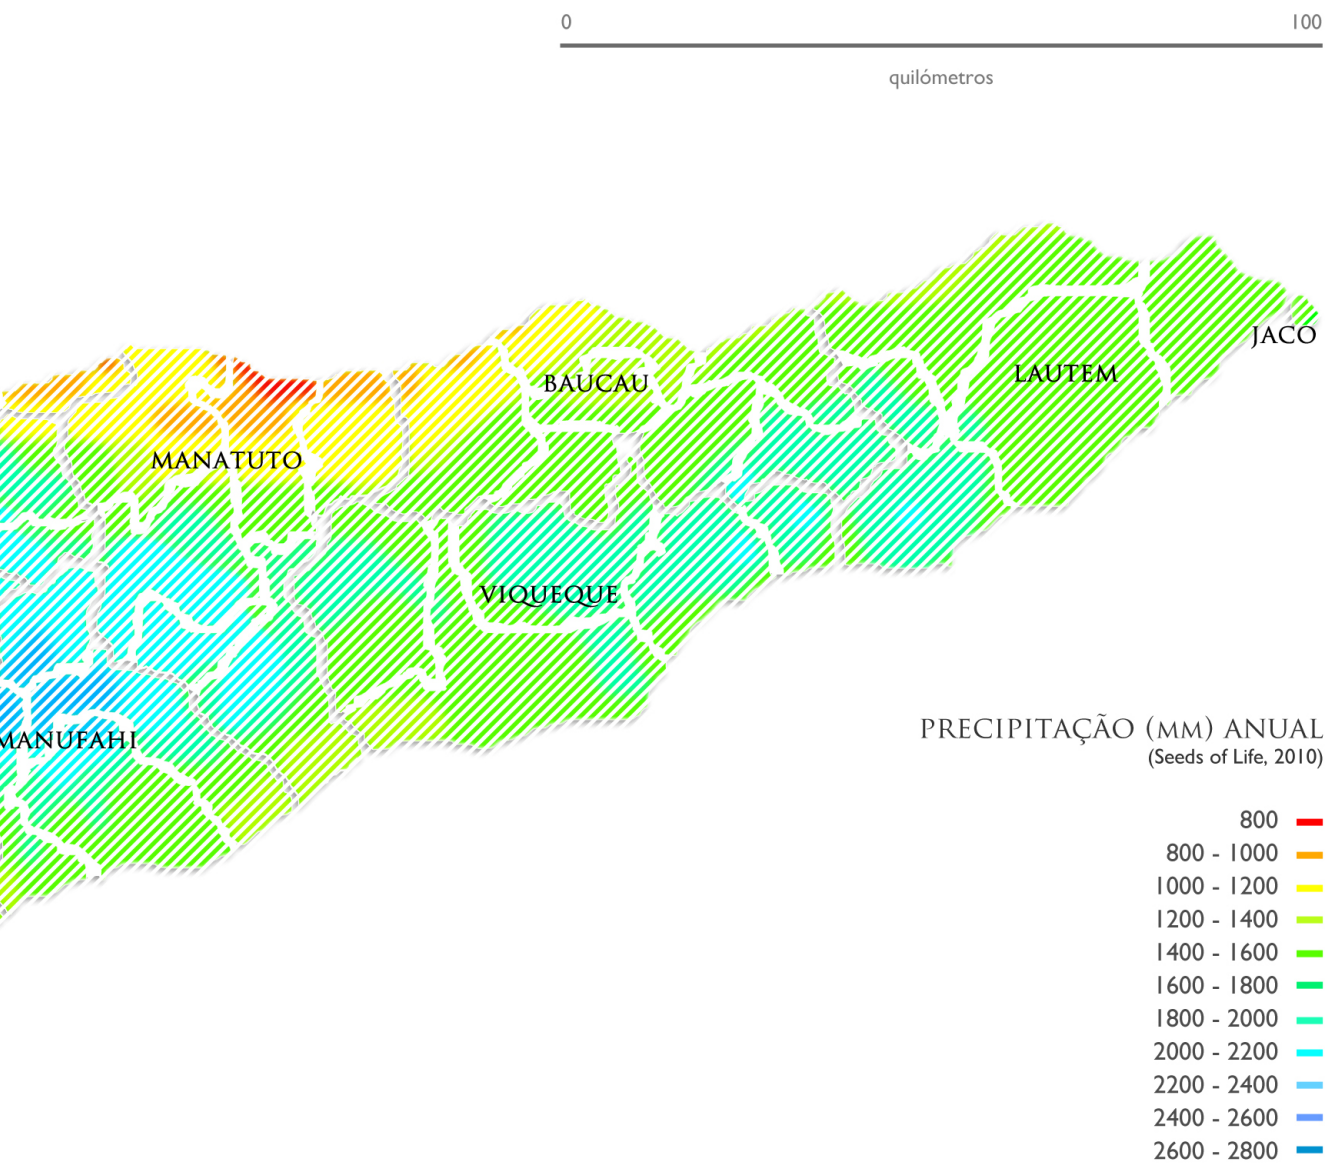 0 100
quilómetros
JACO
LAUTEM
BAUCAU
MANATUTO
VIQUEQUE
MANUFAHI
PRECIPITAÇÃO (MM) ANUAL
(Seeds of Life, 2010)
800
800 - 1000
1000 - 1200
1200 - 1400
1400 - 1600
1600 - 1800
1800 - 2000
2000 - 2200
2200 - 2400
2400 - 2600
2600 - 2800